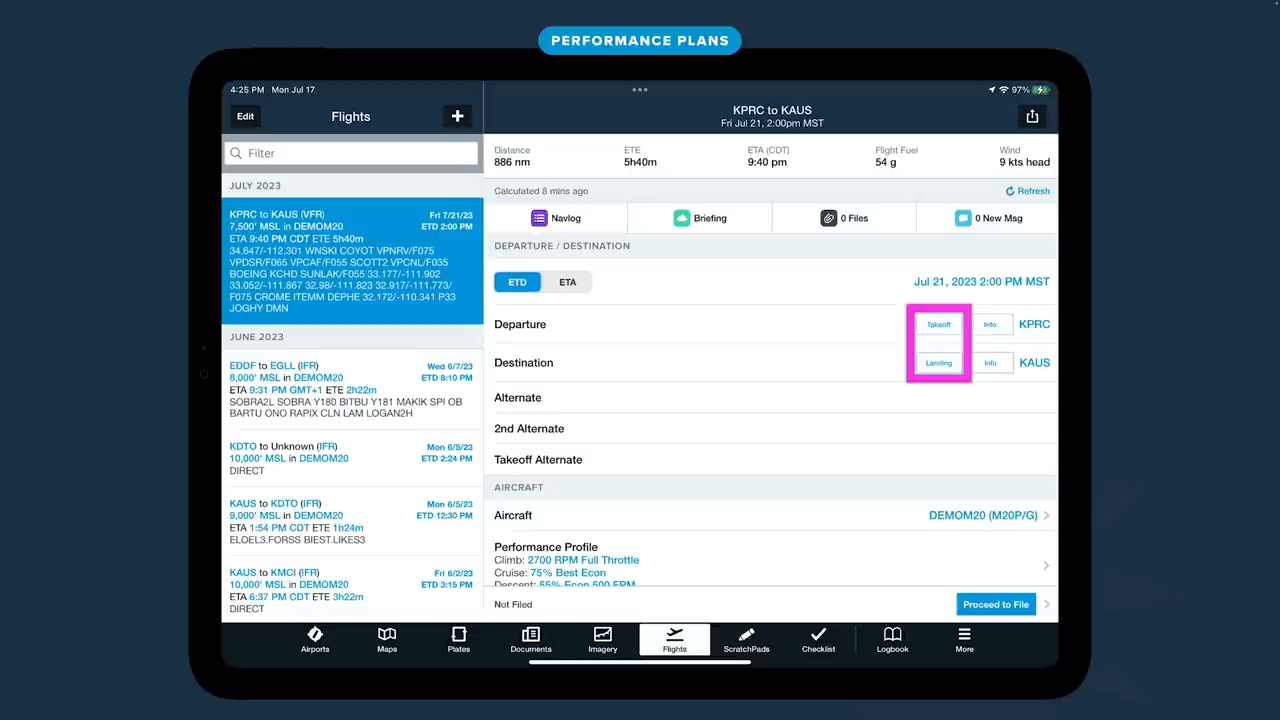 PERFORMANCE PLANS
4:25 PM Mon Jul 17
97%
Edit
Flights
+
KPRC to KAUS
Fri Jul 21, 2:00pm MST
Filter
Distance
886 nm
ETE
5h40m
ETA (CDT)
9:40 pm
Flight Fuel
54 g
Wind
9 kts head
Calculated 8 mins ago
Refresh
Navlog
Briefing
0 Files
0 New Msg
JULY 2023
KPRC to KAUS (VFR)
Fri 7/21/23
7,500' MSL in DEMOM20
ETD 2:00 PM
ETA 9:40 PM CDT ETE 5h40m
34.647/-112.301 WNSKI COYOT VPNRV/F075
VPDSR/F065 VPCAF/F055 SCOTT2 VPCNL/F035
BOEING KCHD SUNLAK/F055 33.177/-111.902
33.052/-111.867 32.98/-111.823 32.917/-111.773/
F075 CROME ITEMM DEPHE 32.172/-110.341 P33
JOGHY DMN
JUNE 2023
EDDF to EGLL (IFR)
Wed 6/7/23
8,000' MSL in DEMOM20
ETD 8:10 PM
ETA 9:31 PM GMT+1 ETE 2h22m
SOBRA2L SOBRA Y180 BITBU Y181 MAKIK SPI OB
BARTU ONO RAPIX CLN LAM LOGAN2H
KDTO to Unknown (IFR)
Mon 6/5/23
10,000' MSL in DEMOM20
ETD 2:24 PM
DIRECT
KAUS to KDTO (IFR)
Mon 6/5/23
9,000' MSL in DEMOM20
ETD 12:30 PM
ETA 1:54 PM CDT ETE 1h24m
ELOEL3.FORSS BIEST.LIKES3
KAUS to KMCI (IFR)
Fri 6/2/23
10,000' MSL in DEMOM20
ETD 3:15 PM
ETA 6:37 PM CDT ETE 3h22m
DIRECT
DEPARTURE / DESTINATION
ETD
ETA
Jul 21, 2023 2:00 PM MST
Departure
Takeoff
Info
KPRC
Destination
Landing
Info
KAUS
Alternate
2nd Alternate
Takeoff Alternate
AIRCRAFT
Aircraft
DEMOM20 (M20P/G)
Performance Profile
Climb: 2700 RPM Full Throttle
Cruise: 75% Best Econ
Descent: 55% Econ 500 FPM
Not Filed
Proceed to File
Airports
Maps
Plates
Documents
Imagery
Flights
ScratchPads
Checklist
Logbook
More